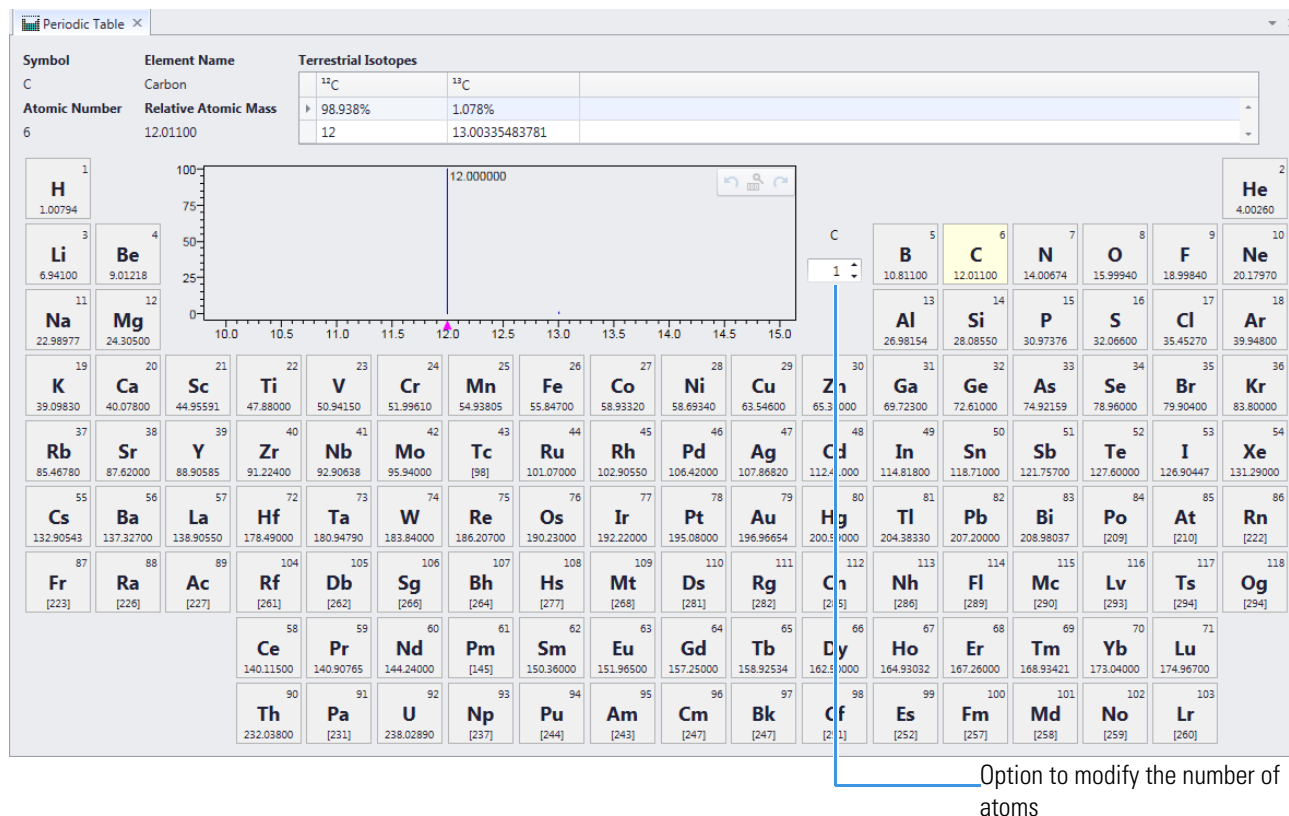 Periodic Table ×
Symbol Element Name Terrestrial Isotopes
C Carbon ¹²C ¹³C
Atomic Number Relative Atomic Mass 98.938% 1.078%
6 12.01100 12 13.00335483781
1 100 12.000000 2
H 75 He
1.00794 4.00260
3 4 50 C 5 6 7 8 9 10
Li Be B C N O F Ne
6.94100 9.01218 25 1 10.81100 12.01100 14.00674 15.99940 18.99840 20.17970
11 12 0 13 14 15 16 17 18
Na Mg 10.0 10.5 11.0 11.5 12.0 12.5 13.0 13.5 14.0 14.5 15.0 Al Si P S Cl Ar
22.98977 24.30500 26.98154 28.08550 30.97376 32.06600 35.45270 39.94800
19 20 21 22 23 24 25 26 27 28 29 30 31 32 33 34 35 36
K Ca Sc Ti V Cr Mn Fe Co Ni Cu Zn Ga Ge As Se Br Kr
39.09830 40.07800 44.95591 47.88000 50.94150 51.99610 54.93805 55.84700 58.93320 58.69340 63.54600 69.72300 72.61000 74.92159 78.96000 79.90400 83.80000
37 38 39 40 41 42 43 44 45 46 47 48 49 50 51 52 53 54
Rb Sr Y Zr Nb Mo Tc Ru Rh Pd Ag Cd In Sn Sb Te I Xe
85.46780 87.62000 88.90585 91.22400 92.90638 95.94000 [98] 101.07000 102.90550 106.42000 107.86820 114.81800 118.71000 121.75700 127.60000 126.90447 131.29000
55 56 57 72 73 74 75 76 77 78 79 80 81 82 83 84 85 86
Cs Ba La Hf Ta W Re Os Ir Pt Au Hg Tl Pb Bi Po At Rn
132.90543 137.32700 138.90550 178.49000 180.94790 183.84000 186.20700 190.23000 192.22000 195.08000 196.96654 204.38330 207.20000 208.98037 [209] [210] [222]
87 88 89 104 105 106 107 108 109 110 111 112 113 114 115 116 117 118
Fr Ra Ac Rf Db Sg Bh Hs Mt Ds Rg Cn Nh Fl Mc Lv Ts Og
[223] [226] [227] [261] [262] [266] [264] [277] [268] [281] [282] [286] [289] [290] [293] [294] [294]
58 59 60 61 62 63 64 65 66 67 68 69 70 71
Ce Pr Nd Pm Sm Eu Gd Tb Dy Ho Er Tm Yb Lu
140.11500 140.90765 144.24000 [145] 150.36000 151.96500 157.25000 158.92534 164.93032 167.26000 168.93421 173.04000 174.96700
90 91 92 93 94 95 96 97 98 99 100 101 102 103
Th Pa U Np Pu Am Cm Bk Cf Es Fm Md No Lr
232.03800 [231] 238.02890 [237] [244] [243] [247] [247] [252] [257] [258] [259] [260]
Option to modify the number of
atoms